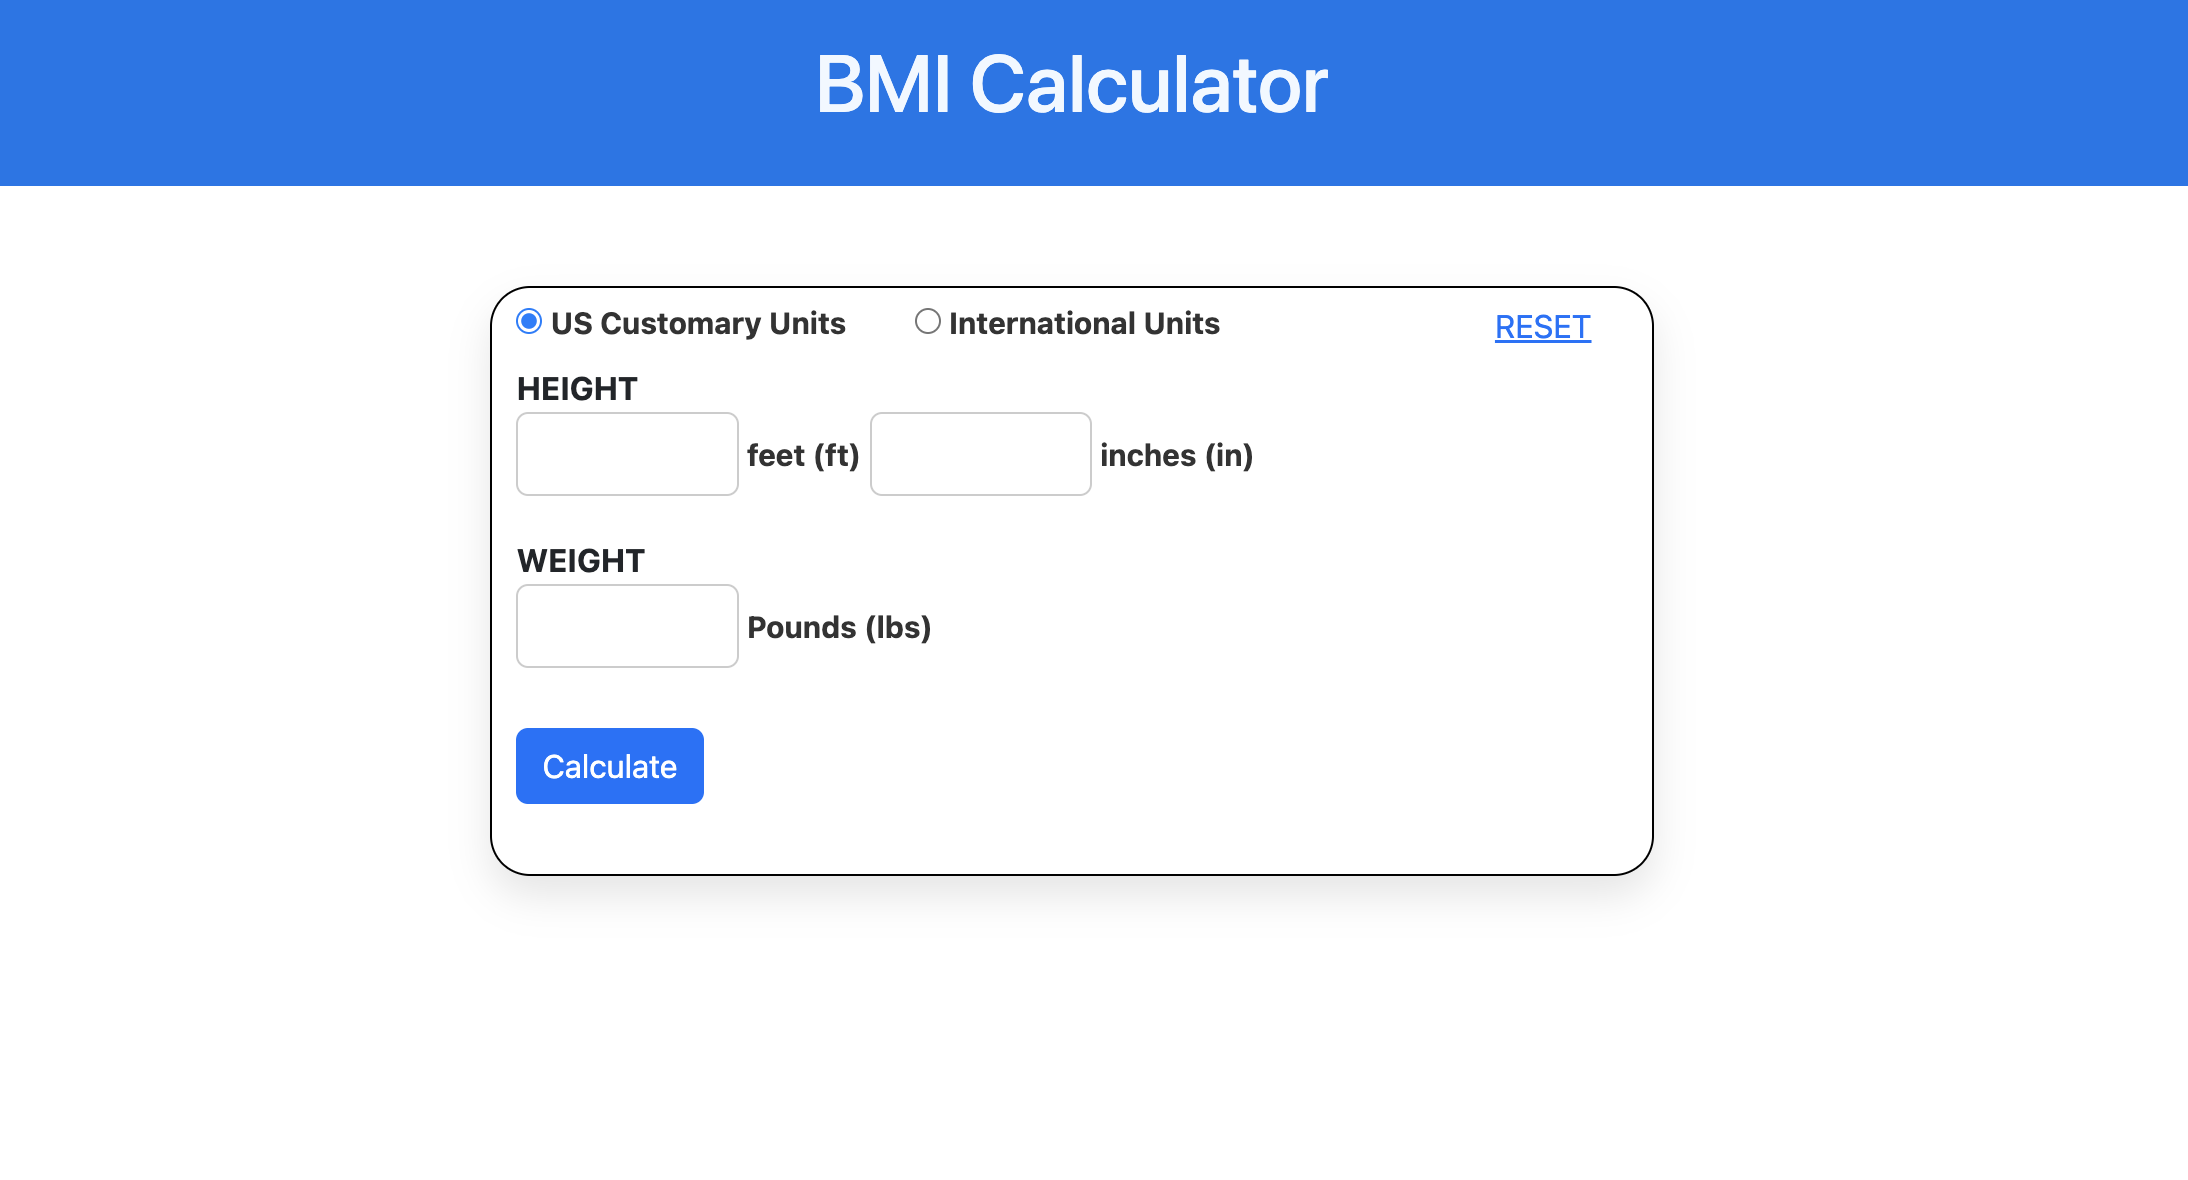 BMI Calculator
US Customary Units International Units RESET
HEIGHT
feet (ft) inches (in)
WEIGHT
Pounds (lbs)
Calculate